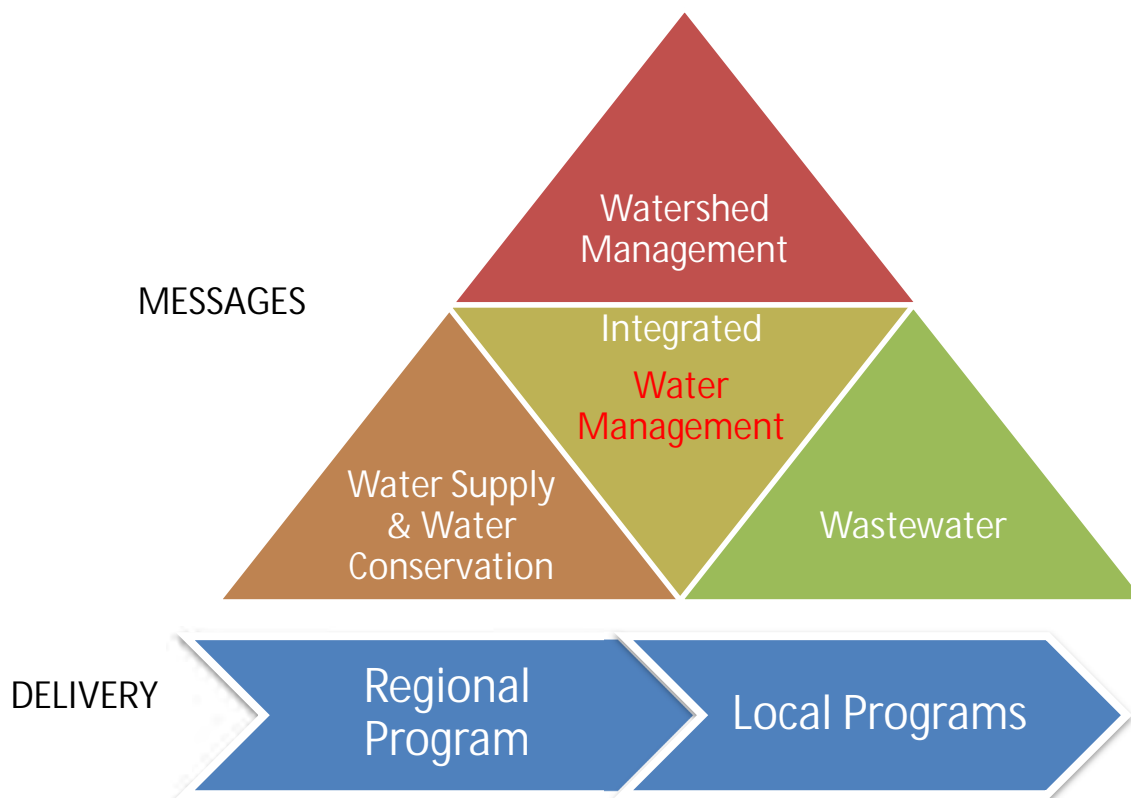 Watershed
Management
MESSAGES
Integrated
Water
Management
Water Supply
& Water
Conservation
Wastewater
DELIVERY
Regional
Program
Local Programs